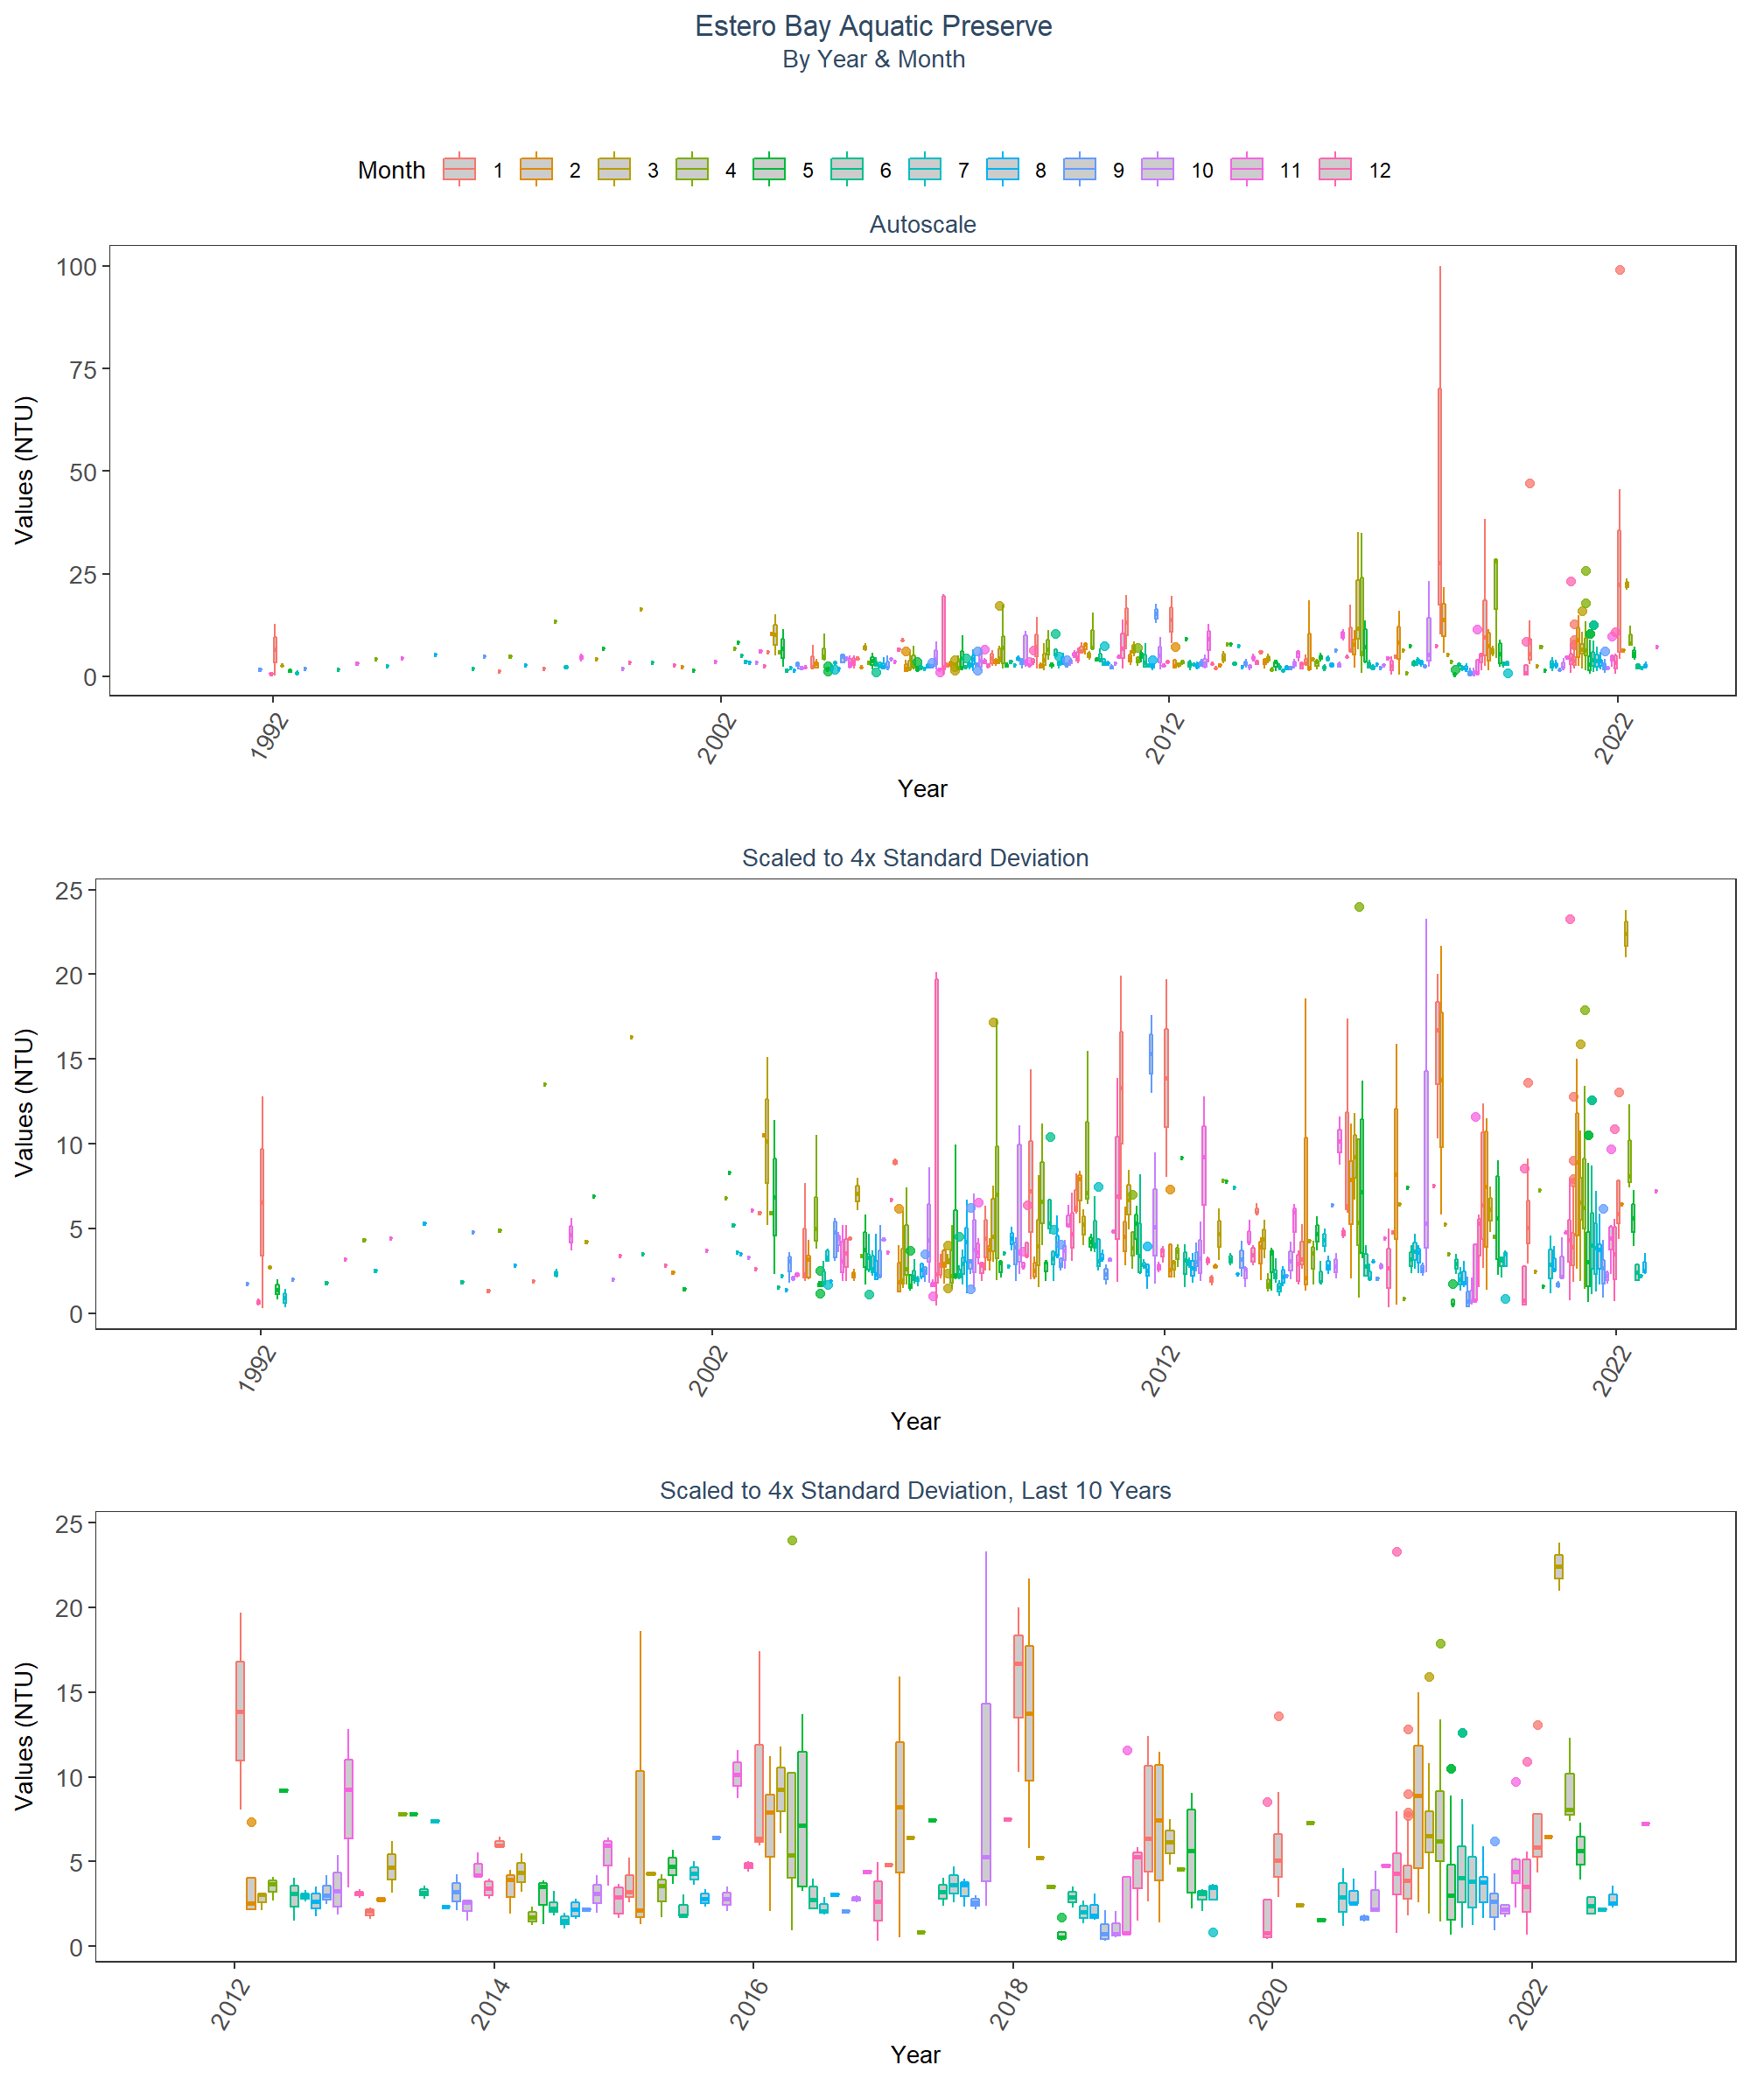 Estero Bay Aquatic Preserve
By Year & Month
Month 1 2 3 4 5 6 7 8 9 10 11 12
Autoscale
100
75
50
25
0
Values (NTU)
1992 2002 2012 2022
Year
Scaled to 4x Standard Deviation
25
20
15
10
5
0
Values (NTU)
1992 2002 2012 2022
Year
Scaled to 4x Standard Deviation, Last 10 Years
25
20
15
10
5
0
Values (NTU)
2012 2014 2016 2018 2020 2022
Year